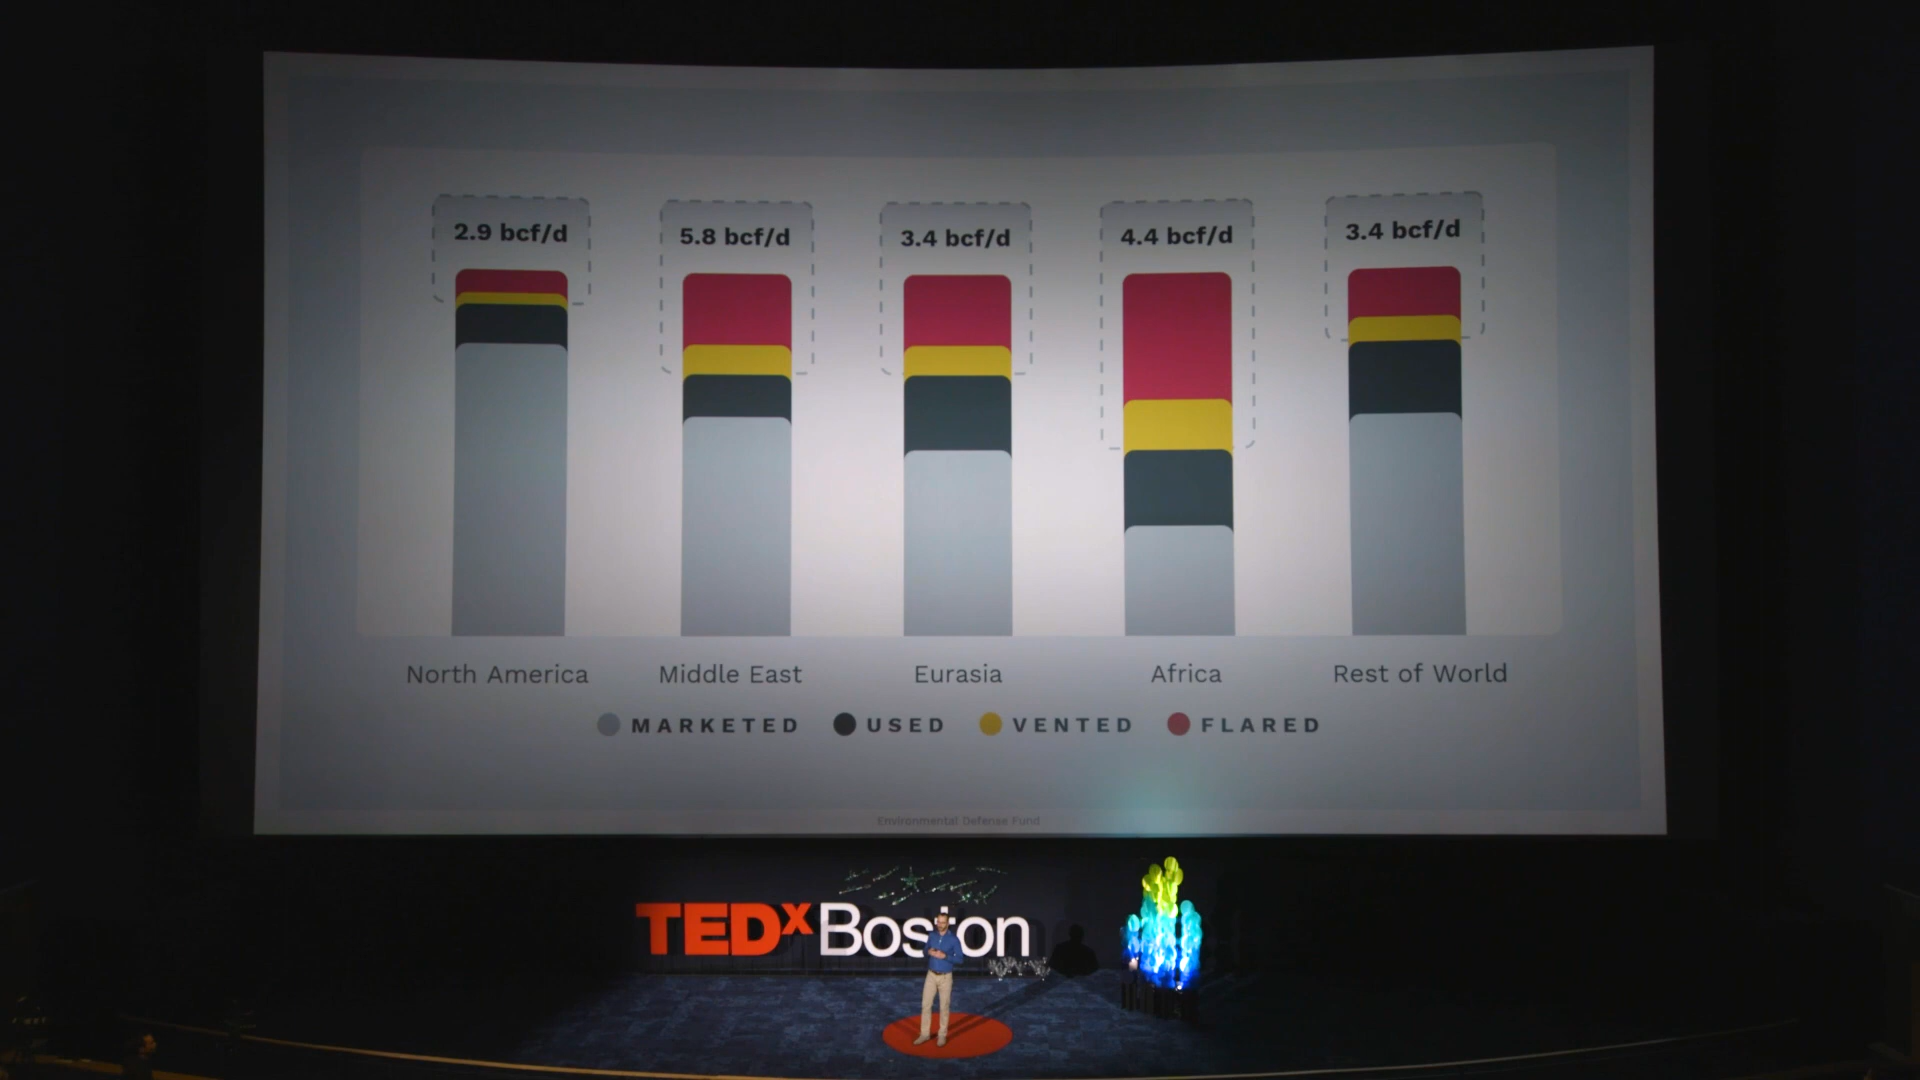 2.9 bcf/d
5.8 bcf/d
3.4 bcf/d
4.4 bcf/d
3.4 bcf/d
North America
Middle East
Eurasia
Africa
Rest of World
MARKETED
USED
VENTED
FLARED
Environmental Defense Fund
TEDxBoston